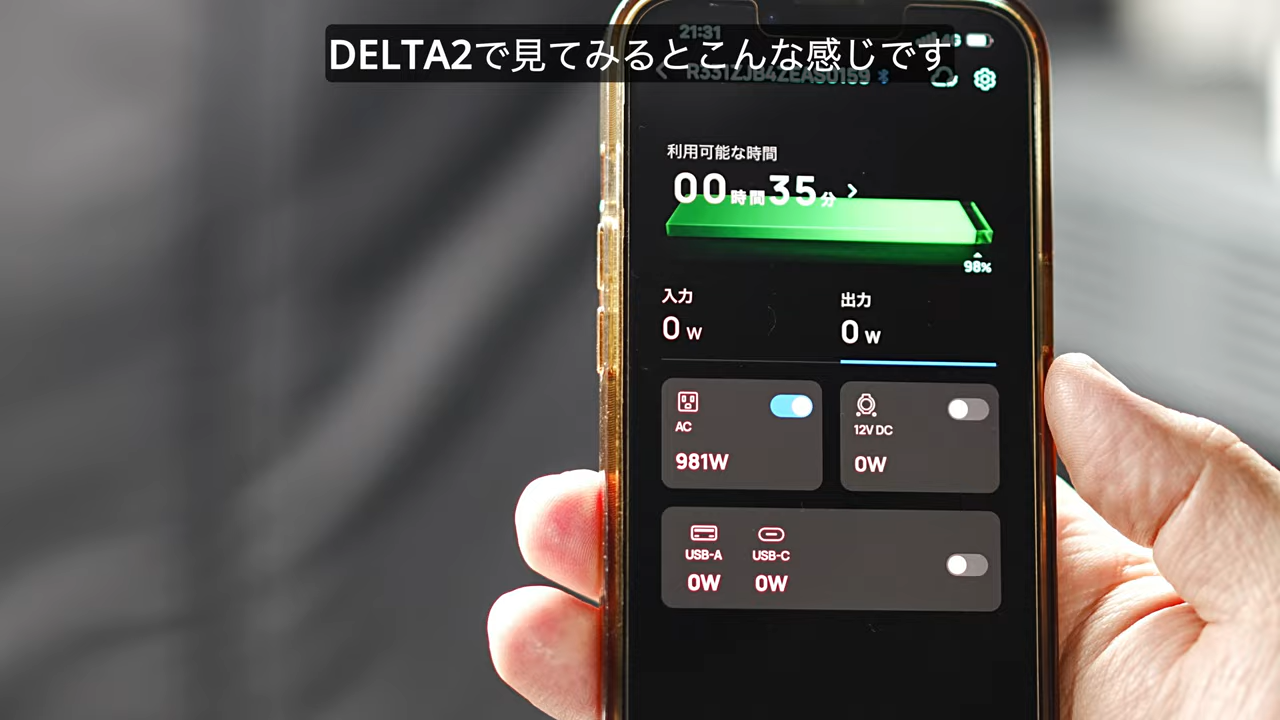 DELTA2で見てみるとこんな感じです
21:31
R331ZJB4ZEAS0159
利用可能な時間
00時間35分
98%
入力
0 W
出力
0 W
AC
981W
12V DC
0W
USB-A
USB-C
0W
0W